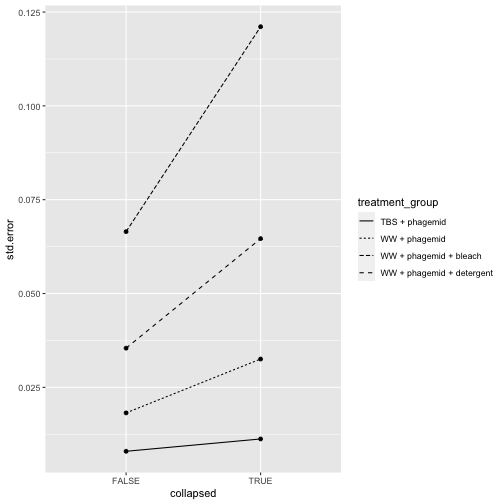 0.125
0.100
0.075
0.050
0.025
std.error
FALSE
TRUE
collapsed
treatment_group
TBS + phagemid
WW + phagemid
WW + phagemid + bleach
WW + phagemid + detergent